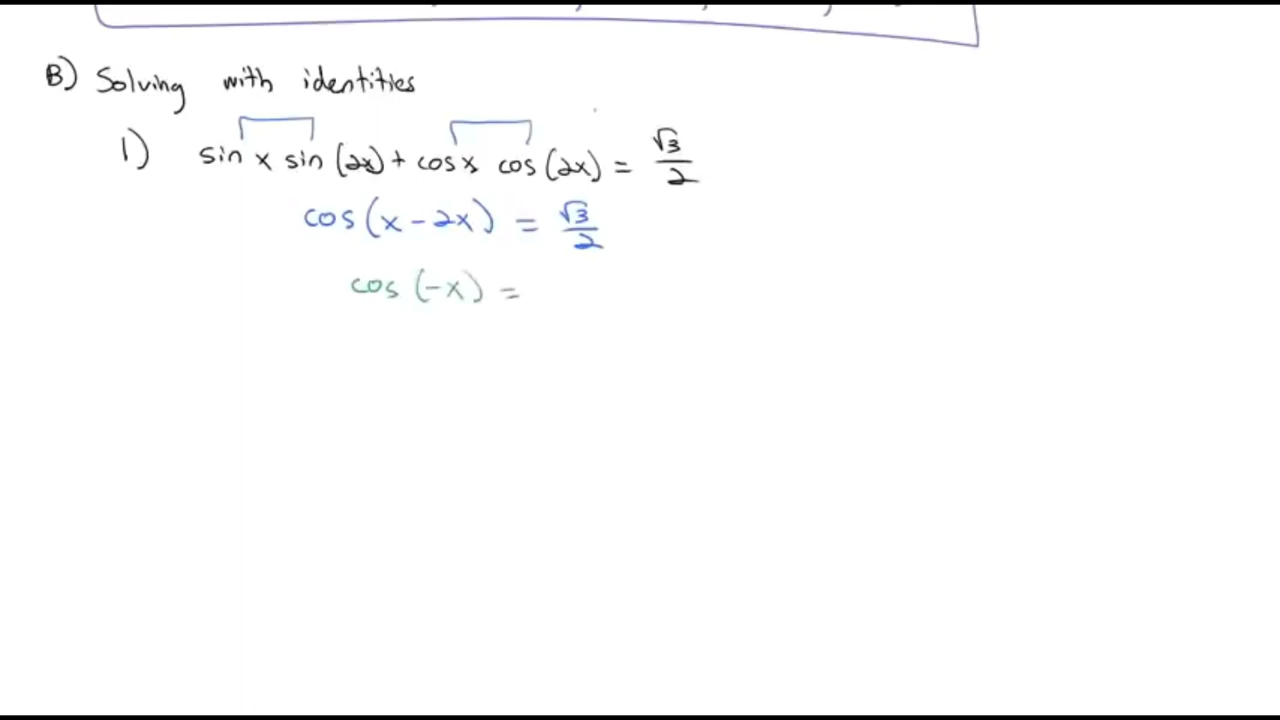 B) Solving with identities
1) sin x sin (2x) + cos x cos (2x) = √3/2
cos (x - 2x) = √3/2
cos (-x) =